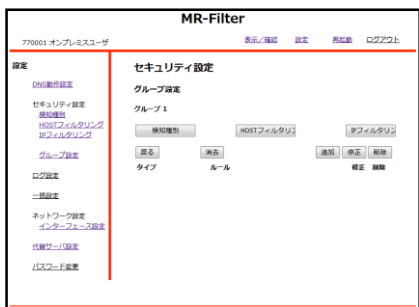 MR-Filter
770001 オンプレミスユーザ 表示／確認 設定 再起動 ログアウト
設定
DNS動作設定
セキュリティ設定
検知種別
HOSTフィルタリング
IPフィルタリング
グループ設定
ログ設定
一括設定
ネットワーク設定
インターフェース設定
代替サーバ設定
パスワード変更
セキュリティ設定
グループ設定
グループ 1
検知種別 HOSTフィルタリン IPフィルタリン
戻る 消去 追加 修正 削除
タイプ ルール 修正 削除